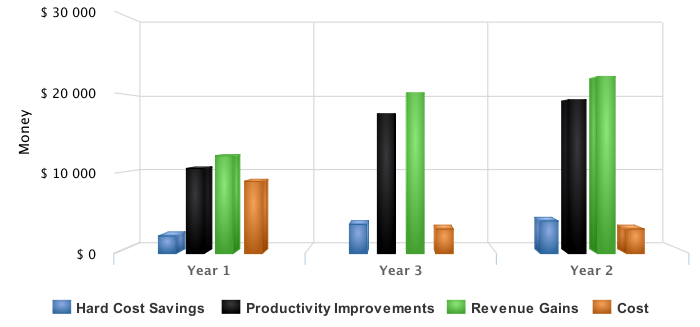 $ 30 000
$ 20 000
$ 10 000
$ 0
Money
Year 1 Year 3 Year 2
Hard Cost Savings Productivity Improvements Revenue Gains Cost